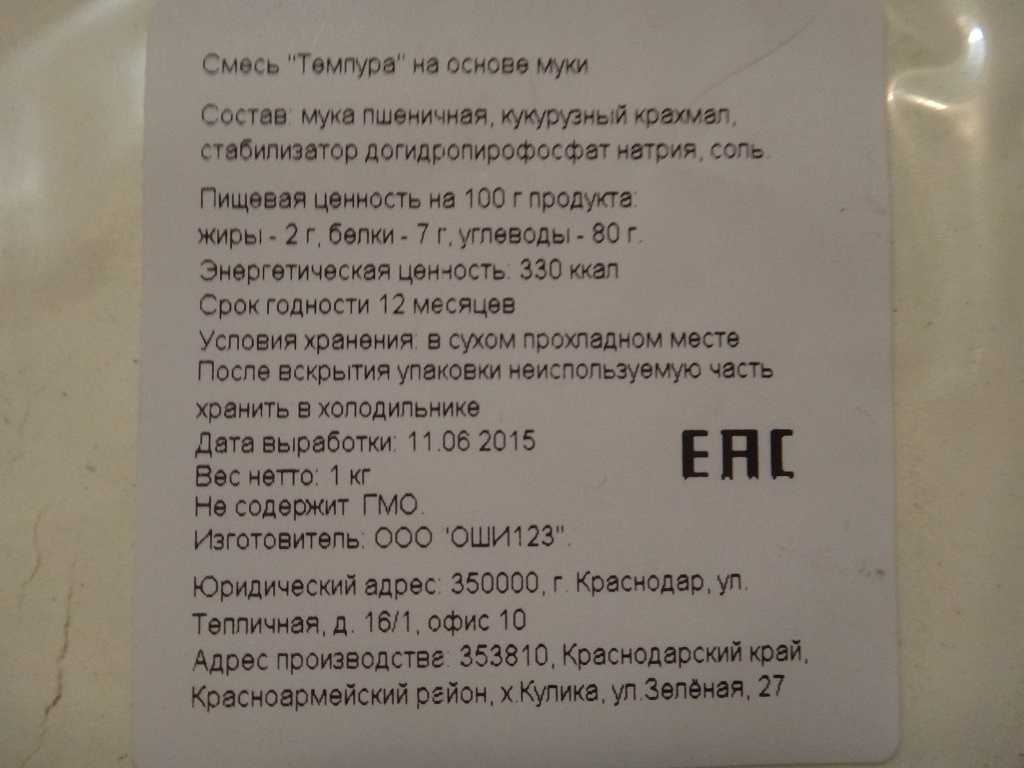 Смесь "Темпура" на основе муки
Состав: мука пшеничная, кукурузный крахмал,
стабилизатор догидропирофосфат натрия, соль.
Пищевая ценность на 100 г продукта:
жиры - 2 г, белки - 7 г, углеводы - 80 г.
Энергетическая ценность: 330 ккал
Срок годности 12 месяцев
Условия хранения: в сухом прохладном месте
После вскрытия упаковки неиспользуемую часть
хранить в холодильнике
Дата выработки: 11.06 2015
EAC
Вес нетто: 1 кг
Не содержит ГМО.
Изготовитель: ООО "ОШИ123".
Юридический адрес: 350000, г. Краснодар, ул.
Тепличная, д. 16/1, офис 10
Адрес производства: 353810, Краснодарский край,
Красноармейский район, х.Кулика, ул.Зелёная, 27